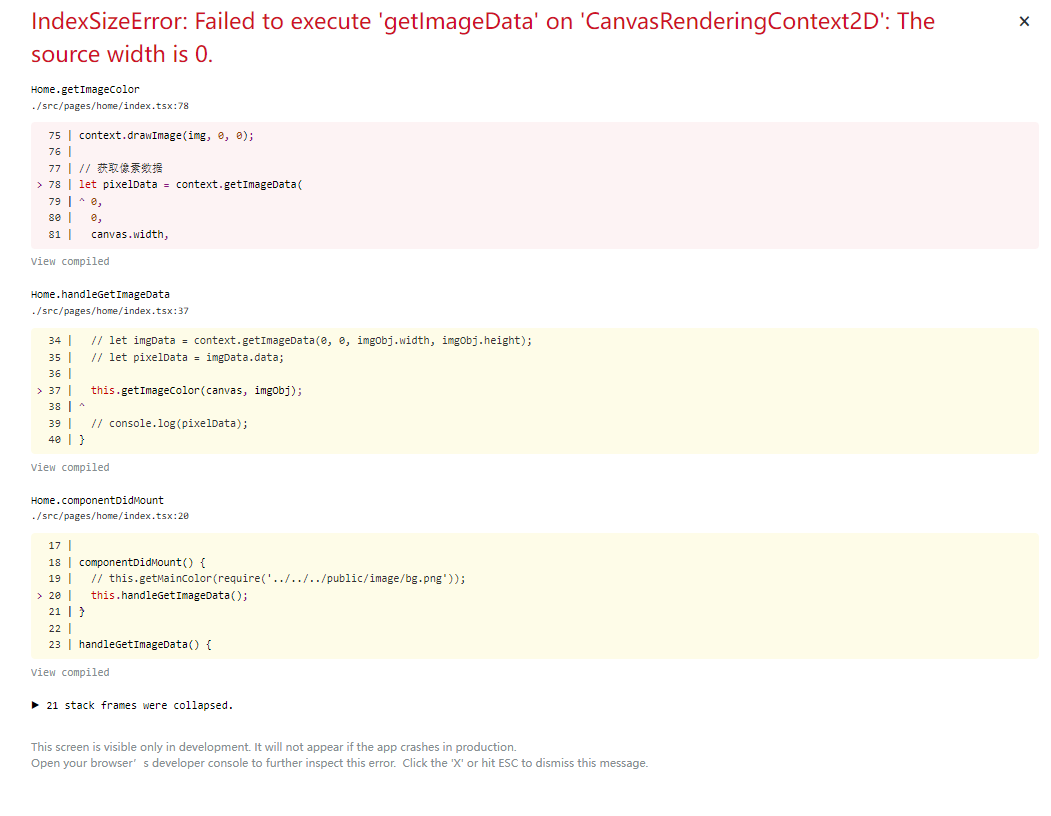 IndexSizeError: Failed to execute 'getImageData' on 'CanvasRenderingContext2D': The
source width is 0.
×
Home.getImageColor
./src/pages/home/index.tsx:78
75 | context.drawImage(img, 0, 0);
76 |
77 | // 获取像素数据
> 78 | let pixelData = context.getImageData(
79 | ^ 0,
80 |   0,
81 |   canvas.width,
View compiled
Home.handleGetImageData
./src/pages/home/index.tsx:37
34 |   // let imgData = context.getImageData(0, 0, imgObj.width, imgObj.height);
35 |   // let pixelData = imgData.data;
36 |
> 37 |   this.getImageColor(canvas, imgObj);
38 | ^
39 |   // console.log(pixelData);
40 | }
View compiled
Home.componentDidMount
./src/pages/home/index.tsx:20
17 |
18 | componentDidMount() {
19 |   // this.getMainColor(require('../../../public/image/bg.png'));
> 20 |   this.handleGetImageData();
21 | }
22 |
23 | handleGetImageData() {
View compiled
▶ 21 stack frames were collapsed.
This screen is visible only in development. It will not appear if the app crashes in production.
Open your browser’s developer console to further inspect this error.  Click the 'X' or hit ESC to dismiss this message.